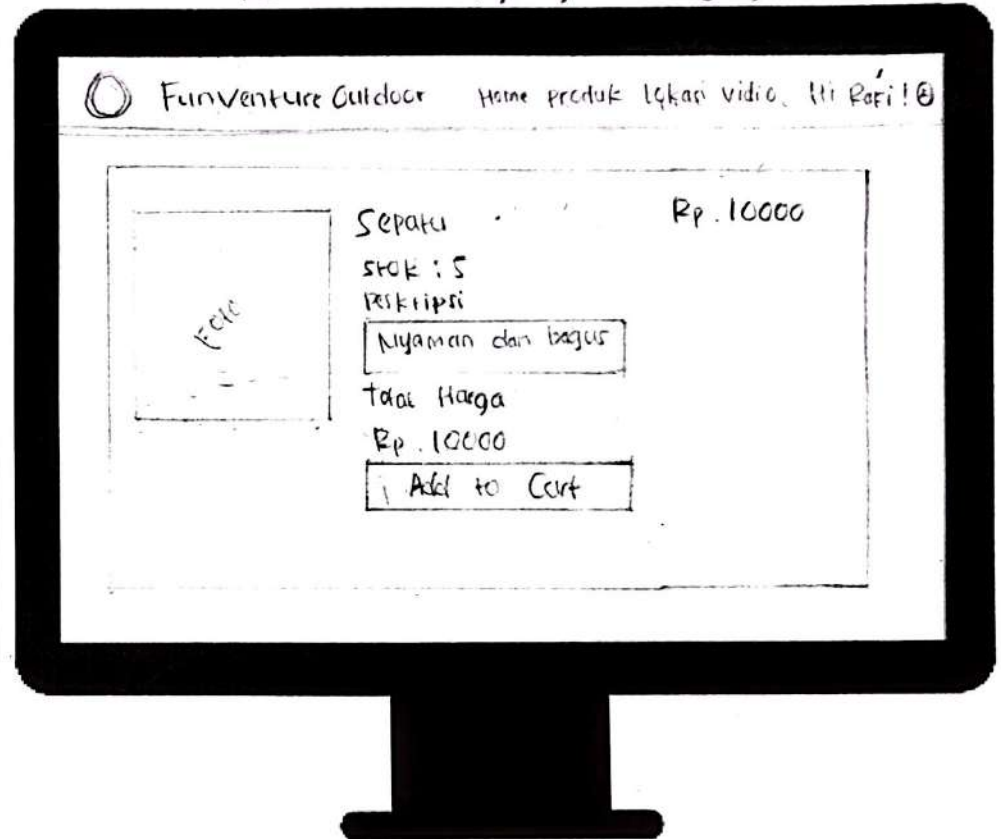 Funventure Outdoor Home Produk lokasi vidio. Hi Rafi!
Sepatu Rp. 10000
stok : 5
Deskripsi
Foto
Nyaman dan bagus
total Harga
Rp. 10000
Add to Cart